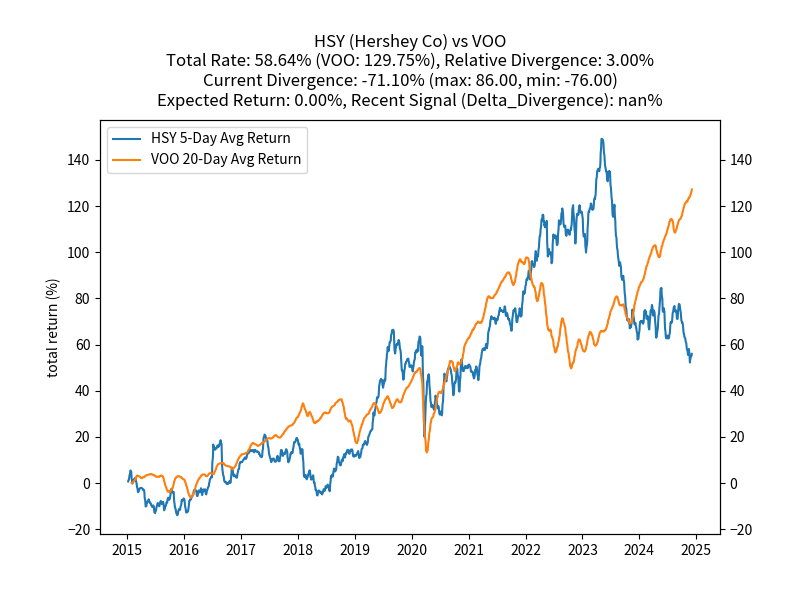 HSY (Hershey Co) vs VOO
Total Rate: 58.64% (VOO: 129.75%), Relative Divergence: 3.00%
Current Divergence: -71.10% (max: 86.00, min: -76.00)
Expected Return: 0.00%, Recent Signal (Delta_Divergence): nan%
HSY 5-Day Avg Return
VOO 20-Day Avg Return
total return (%)
140 140
120 120
100 100
80 80
60 60
40 40
20 20
0 0
−20 −20
2015 2016 2017 2018 2019 2020 2021 2022 2023 2024 2025